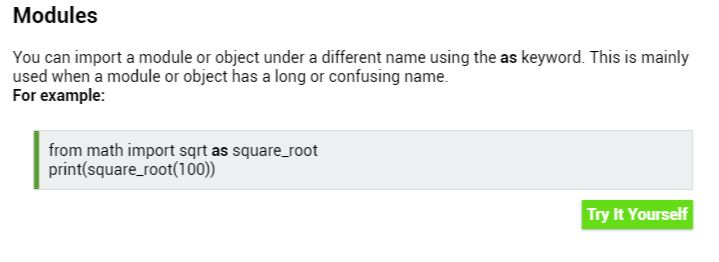 Modules
You can import a module or object under a different name using the as keyword. This is mainly
used when a module or object has a long or confusing name.
For example:
from math import sqrt as square_root
print(square_root(100))
Try It Yourself